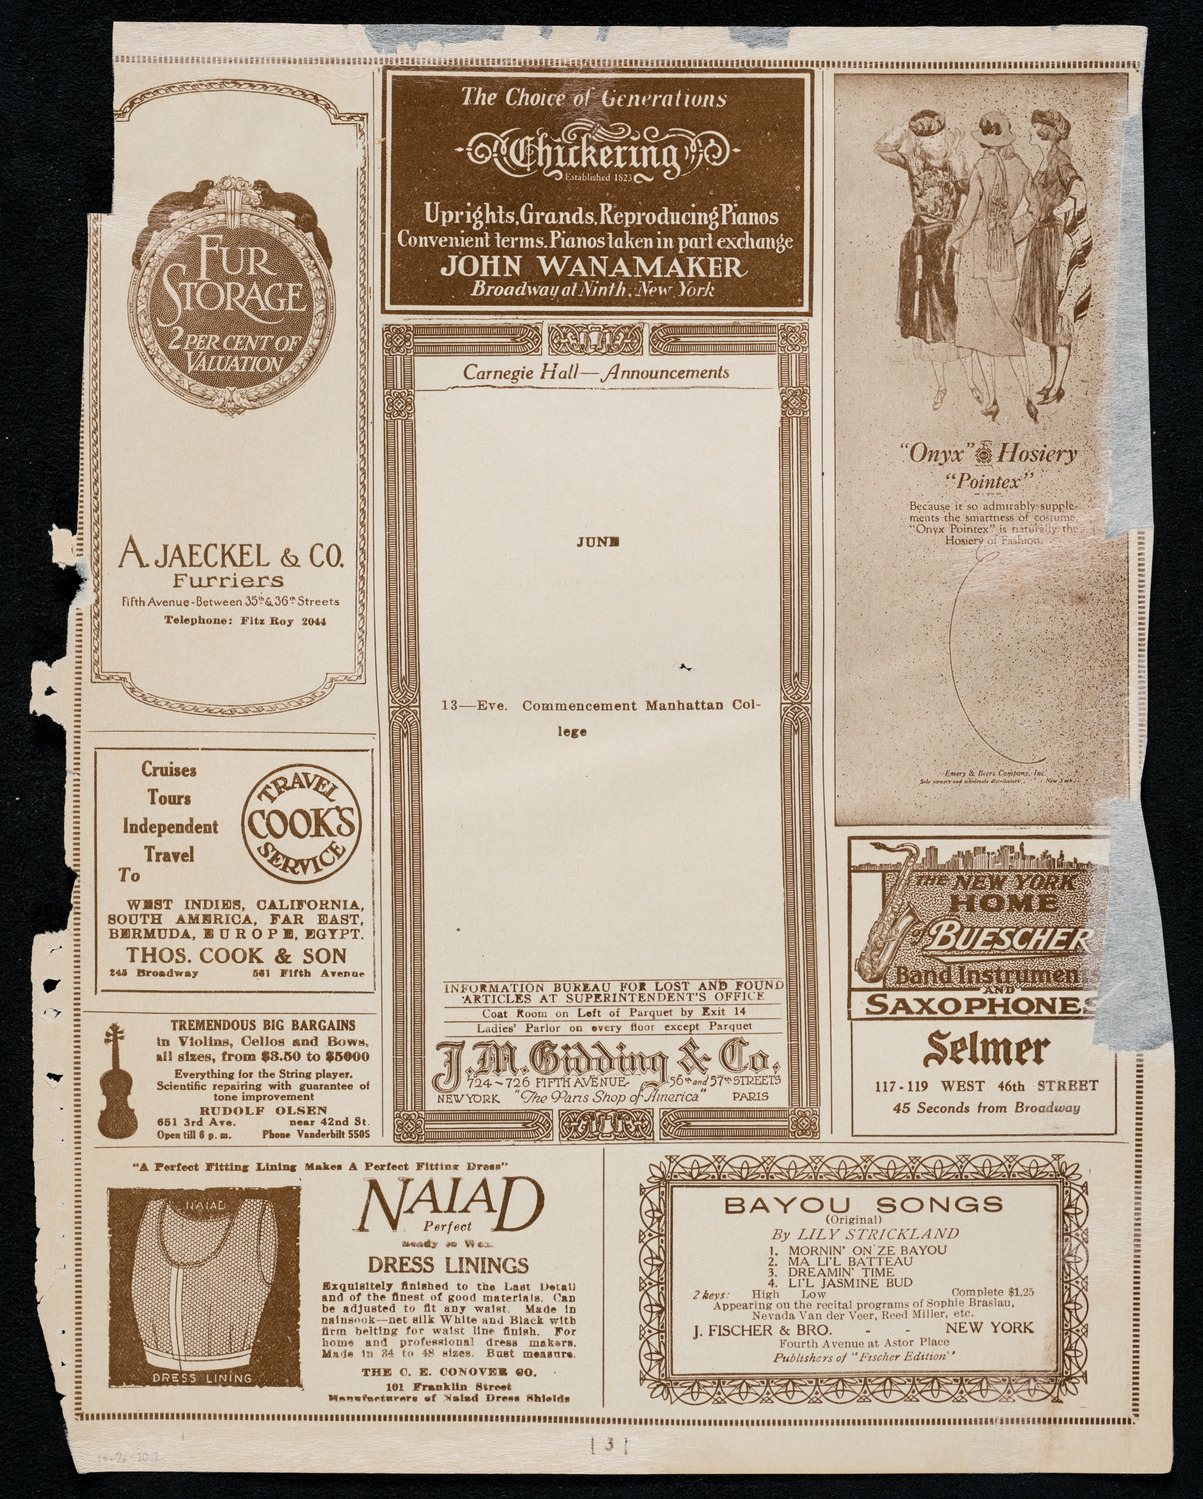 FUR
STORAGE
2 PER CENT OF
VALUATION
A. JAECKEL & CO.
Furriers
Fifth Avenue-Between 35th & 36th Streets
Telephone: Fitz Roy 2044
Cruises
Tours
Independent
Travel
To
TRAVEL
COOK'S
SERVICE
WEST INDIES, CALIFORNIA,
SOUTH AMERICA, FAR EAST,
BERMUDA, EUROPE, EGYPT.
THOS. COOK & SON
245 Broadway 561 Fifth Avenue
TREMENDOUS BIG BARGAINS
in Violins, Cellos and Bows,
all sizes, from $3.50 to $5000
Everything for the String player.
Scientific repairing with guarantee of
tone improvement
RUDOLF OLSEN
651 3rd Ave. near 42nd St.
Open till 6 p. m. Phone Vanderbilt 5505
The Choice of Generations
Chickering
Established 1823
Uprights, Grands, Reproducing Pianos
Convenient terms. Pianos taken in part exchange
JOHN WANAMAKER
Broadway at Ninth, New York
Carnegie Hall—Announcements
JUNE
13—Eve. Commencement Manhattan Col-
lege
INFORMATION BUREAU FOR LOST AND FOUND
ARTICLES AT SUPERINTENDENT'S OFFICE
Coat Room on Left of Parquet by Exit 14
Ladies' Parlor on every floor except Parquet
J. M. Gidding & Co.
724~726 FIFTH AVENUE 56th and 57th STREETS
NEW YORK "The Paris Shop of America" PARIS
"Onyx" Hosiery
"Pointex"
Because it so admirably supple-
ments the smartness of costume,
"Onyx Pointex" is naturally the
Hosiery of Fashion.
Emery & Beers Company, Inc.
Sole owners and wholesale distributors New York
THE NEW YORK
HOME
OF
BUESCHER
Band Instruments
AND
SAXOPHONES
Selmer
117-119 WEST 46th STREET
45 Seconds from Broadway
"A Perfect Fitting Lining Makes A Perfect Fitting Dress"
NAIAD
DRESS LINING
NAIAD
Perfect
Ready to Wear
DRESS LININGS
Exquisitely finished to the Last Detail
and of the finest of good materials. Can
be adjusted to fit any waist. Made in
nainsook—net silk White and Black with
firm belting for waist line finish. For
home and professional dress makers.
Made in 34 to 48 sizes. Bust measure.
THE C. E. CONOVER CO.
101 Franklin Street
Manufacturers of Naiad Dress Shields
BAYOU SONGS
(Original)
By LILY STRICKLAND
1. MORNIN' ON ZE BAYOU
2. MA LI'L BATTEAU
3. DREAMIN' TIME
4. LI'L JASMINE BUD
2 keys: High Low Complete $1.25
Appearing on the recital programs of Sophie Braslau,
Nevada Van der Veer, Reed Miller, etc.
J. FISCHER & BRO. - - NEW YORK
Fourth Avenue at Astor Place
Publishers of "Fischer Edition"
[ 3 ]